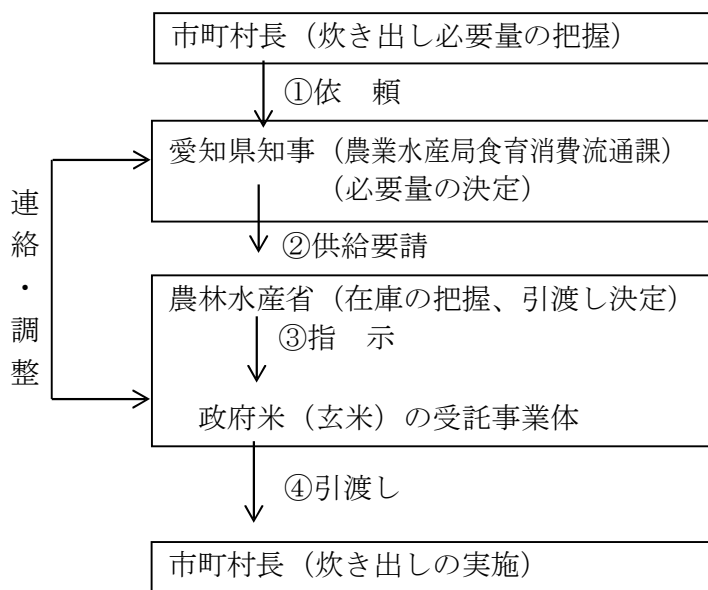 市町村長（炊き出し必要量の把握）
①依　頼
愛知県知事（農業水産局食育消費流通課）
（必要量の決定）
②供給要請
連絡・調整
農林水産省（在庫の把握、引渡し決定）
③指　示
政府米（玄米）の受託事業体
④引渡し
市町村長（炊き出しの実施）